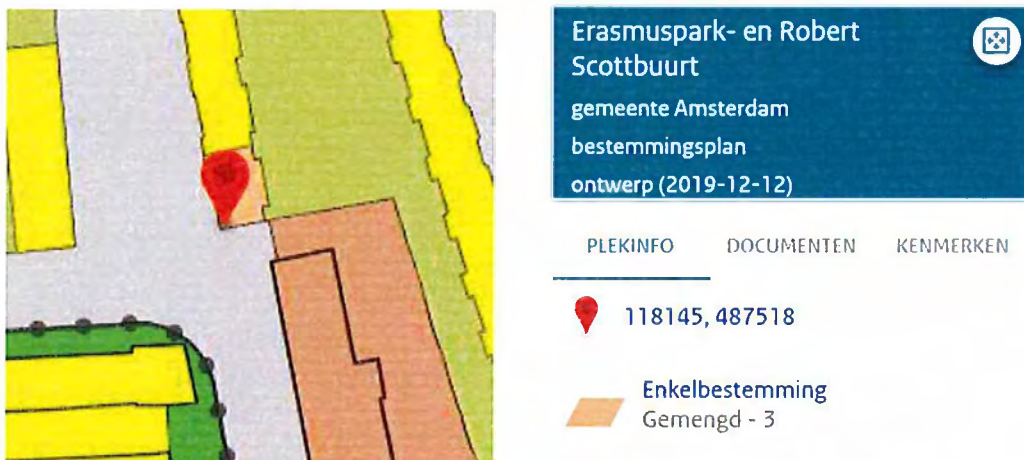 Erasmuspark- en Robert
Scottbuurt
gemeente Amsterdam
bestemmingsplan
ontwerp (2019-12-12)
PLEKINFO DOCUMENTEN KENMERKEN
118145, 487518
Enkelbestemming
Gemengd - 3